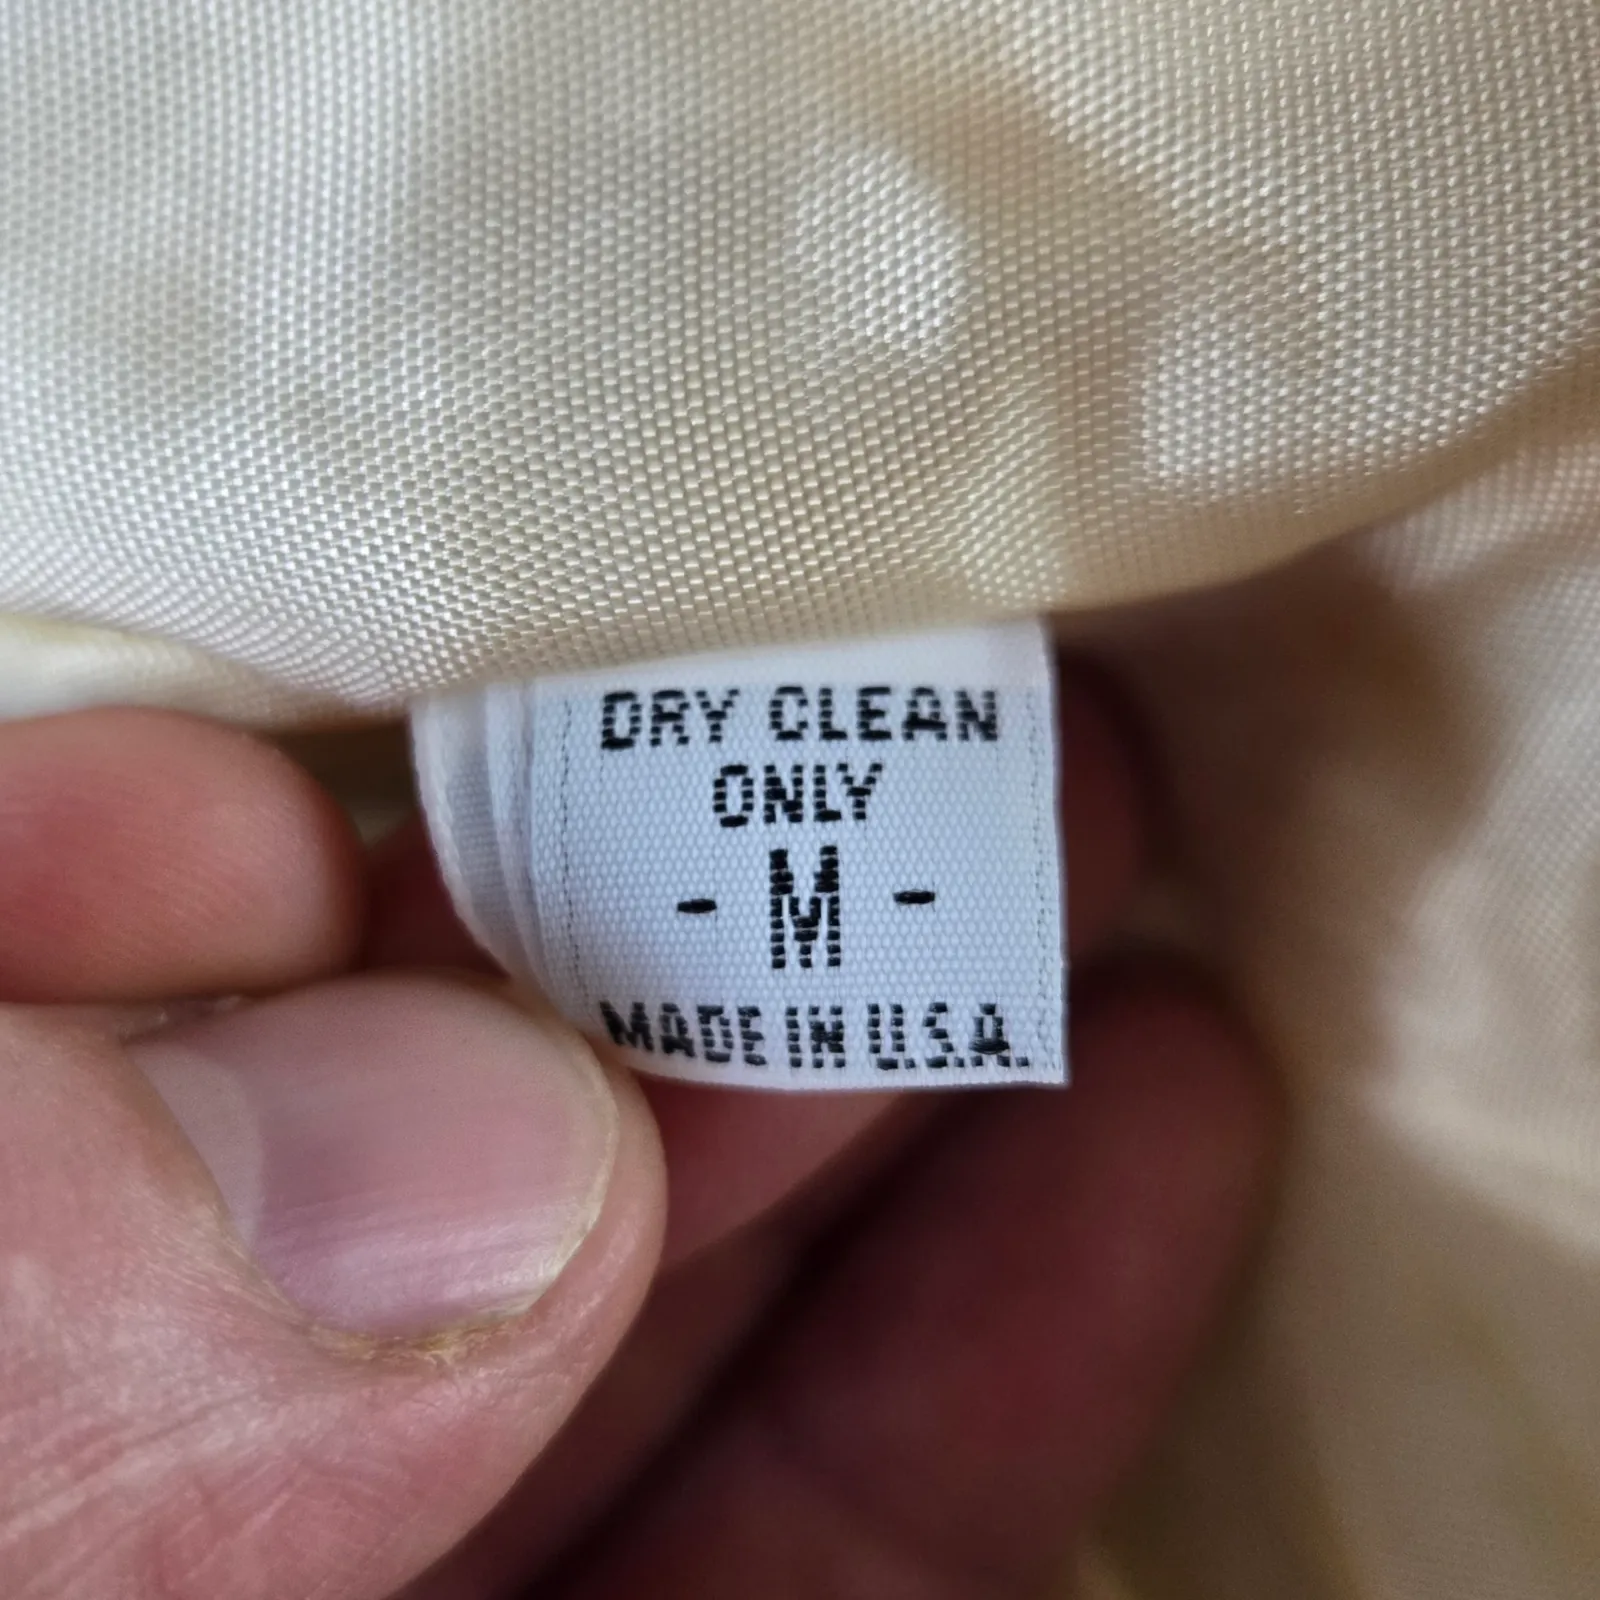 DRY CLEAN
ONLY
- M -
MADE IN U.S.A.